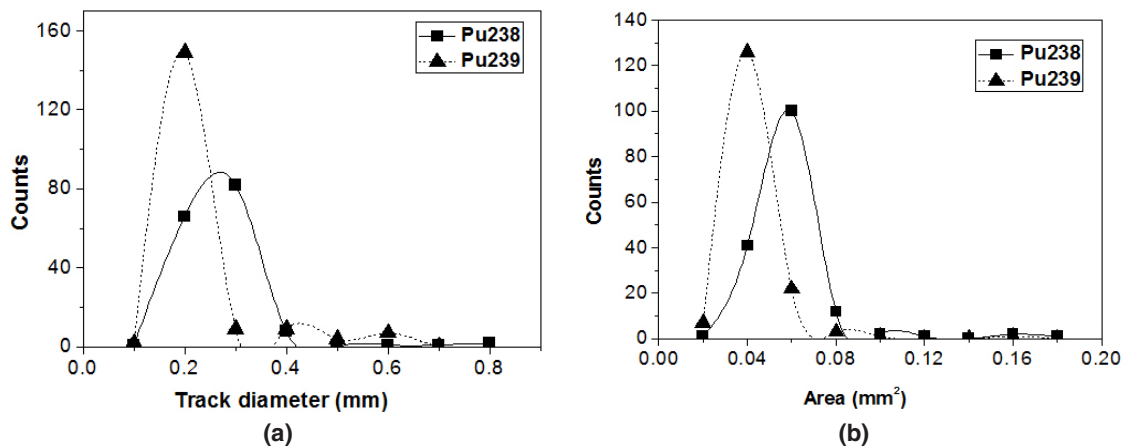 160
120
80
40
0
Counts
Pu238
Pu239
0.0 0.2 0.4 0.6 0.8
Track diameter (mm)
(a)
140
120
100
80
60
40
20
0
Counts
Pu238
Pu239
0.00 0.04 0.08 0.12 0.16 0.20
Area (mm²)
(b)